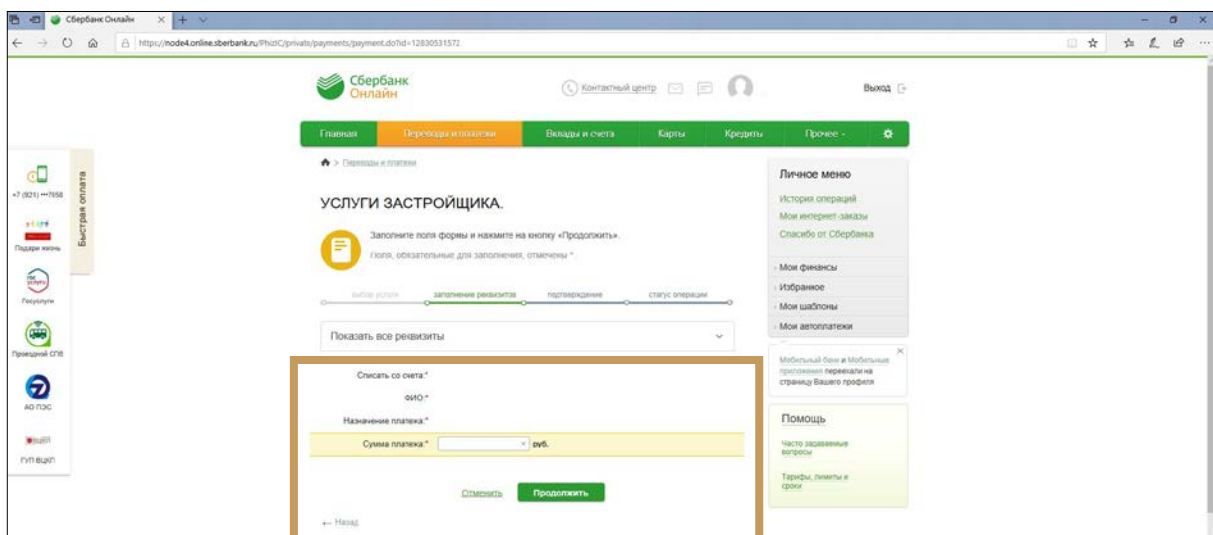 Сбербанк Онлайн
https://node4.online.sberbank.ru/PhizIC/private/payments/payment.do?id=12830531572
Сбербанк
Онлайн
Контактный центр
Выход
Главная
Переводы и платежи
Вклады и счета
Карты
Кредиты
Прочее
> Переводы и платежи
УСЛУГИ ЗАСТРОЙЩИКА.
Заполните поля формы и нажмите на кнопку «Продолжить».
Поля, обязательные для заполнения, отмечены *.
выбор услуги
заполнение реквизитов
подтверждение
статус операции
Показать все реквизиты
Списать со счета:*
ФИО:*
Назначение платежа:*
Сумма платежа:* руб.
Отменить
Продолжить
← Назад
Быстрая оплата
+7 (921) •••7658
Подари жизнь
Госуслуги
Проездной СПб
АО ПЭС
ГУП ВЦКП
Личное меню
История операций
Мои интернет-заказы
Спасибо от Сбербанка
Мои финансы
Избранное
Мои шаблоны
Мои автоплатежи
Мобильный банк и Мобильные
приложения переехали на
страницу Вашего профиля
Помощь
Часто задаваемые
вопросы
Тарифы, лимиты и
сроки